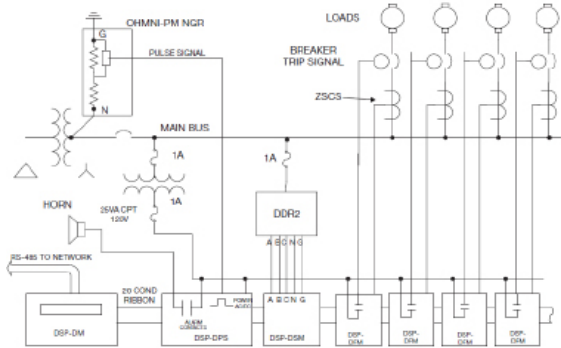 OHMNI-PM NGR
LOADS
G
PULSE SIGNAL
BREAKER
TRIP SIGNAL
ZSCS
N
MAIN BUS
1A
1A
1A
25VA CPT
120V
HORN
DDR2
A B C N G
RS-485 TO NETWORK
20 COND
RIBBON
POWER
AC/DC
A B C N G
ALARM
CONTACTS
DSP-DM
DSP-DPS
DSP-DSM
DSP-
DFM
DSP-
DFM
DSP-
DFM
DSP-
DFM